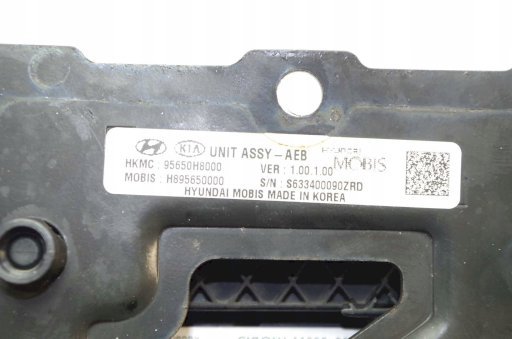 KIA UNIT ASSY-AEB
MOBIS
HKMC : 95650H8000 VER : 1.00.1.00
MOBIS : H895650000 S/N : S633400090ZRD
HYUNDAI MOBIS MADE IN KOREA